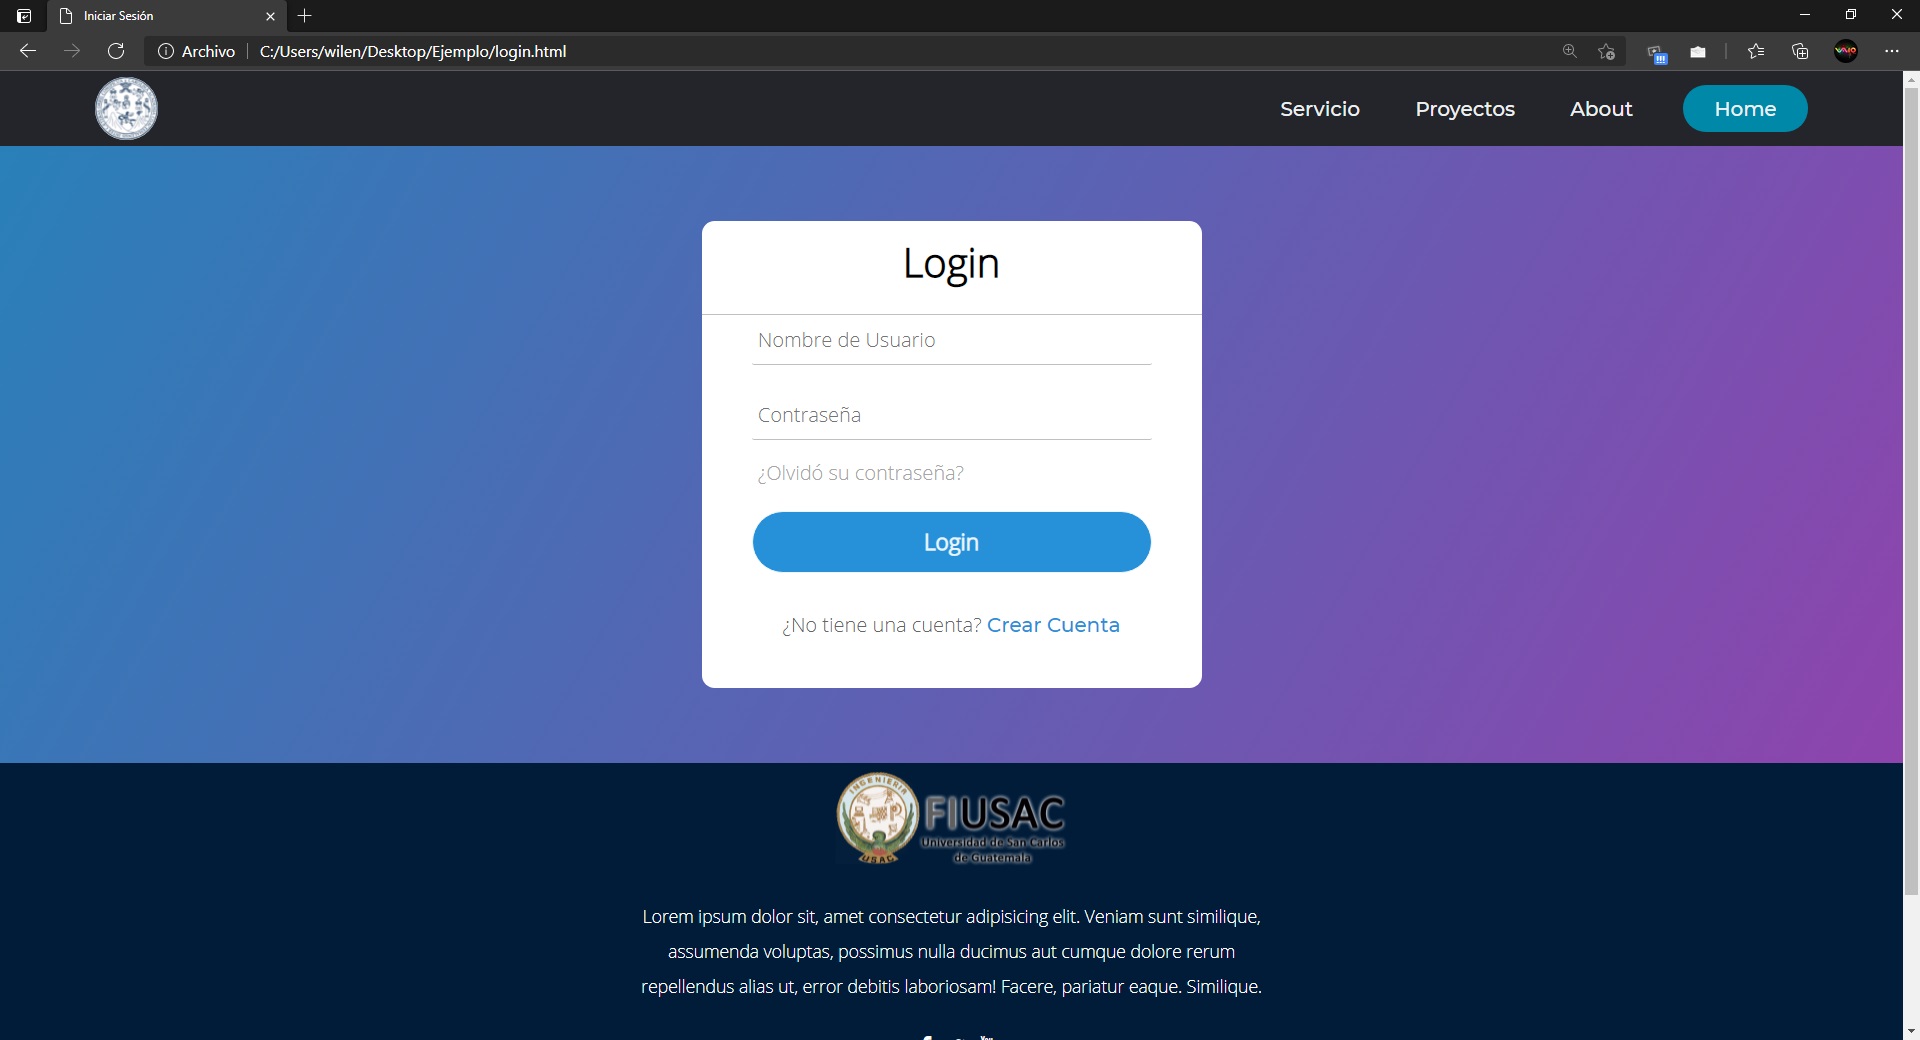 Iniciar Sesión
Archivo
C:/Users/wilen/Desktop/Ejemplo/login.html
Servicio Proyectos About Home
Login
Nombre de Usuario
Contraseña
¿Olvidó su contraseña?
Login
¿No tiene una cuenta? Crear Cuenta
INGENIERIA
USAC
FIUSAC
Universidad de San Carlos
de Guatemala
Lorem ipsum dolor sit, amet consectetur adipisicing elit. Veniam sunt similique,
assumenda voluptas, possimus nulla ducimus aut cumque dolore rerum
repellendus alias ut, error debitis laboriosam! Facere, pariatur eaque. Similique.